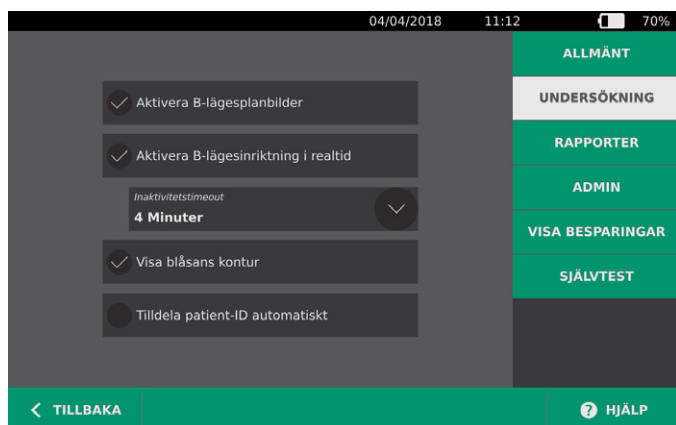 04/04/2018 11:12 70%
Aktivera B-lägesplanbilder
Aktivera B-lägesinriktning i realtid
Inaktivitetstimeout
4 Minuter
Visa blåsans kontur
Tilldela patient-ID automatiskt
ALLMÄNT
UNDERSÖKNING
RAPPORTER
ADMIN
VISA BESPARINGAR
SJÄLVTEST
TILLBAKA
? HJÄLP